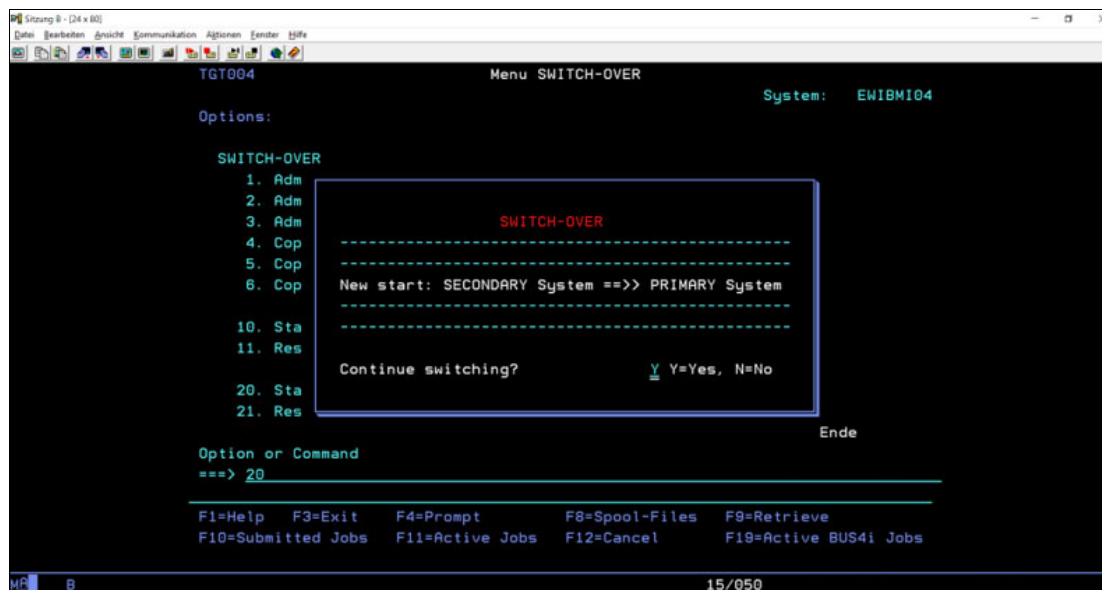 Sitzung B - [24 x 80]
Datei Bearbeiten Ansicht Kommunikation Aktionen Fenster Hilfe
TGT004 Menu SWITCH-OVER
System: EWIBMI04
Options:
SWITCH-OVER
1. Adm
2. Adm
3. Adm SWITCH-OVER
4. Cop -----------------------------------------------
5. Cop -----------------------------------------------
6. Cop New start: SECONDARY System ==>> PRIMARY System
-----------------------------------------------
10. Sta -----------------------------------------------
11. Res
Continue switching? Y Y=Yes, N=No
20. Sta
21. Res
Ende
Option or Command
===> 20
F1=Help F3=Exit F4=Prompt F8=Spool-Files F9=Retrieve
F10=Submitted Jobs F11=Active Jobs F12=Cancel F19=Active BUS4i Jobs
MA B 15/050